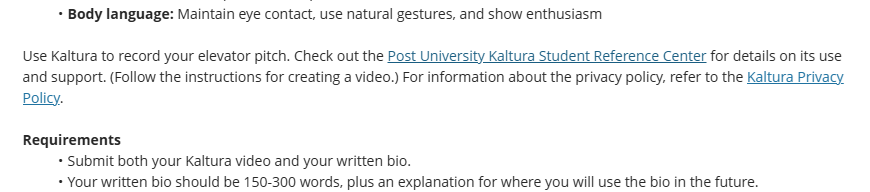 • Body language: Maintain eye contact, use natural gestures, and show enthusiasm
Use Kaltura to record your elevator pitch. Check out the Post University Kaltura Student Reference Center for details on its use
and support. (Follow the instructions for creating a video.) For information about the privacy policy, refer to the Kaltura Privacy
Policy.
Requirements
• Submit both your Kaltura video and your written bio.
• Your written bio should be 150-300 words, plus an explanation for where you will use the bio in the future.